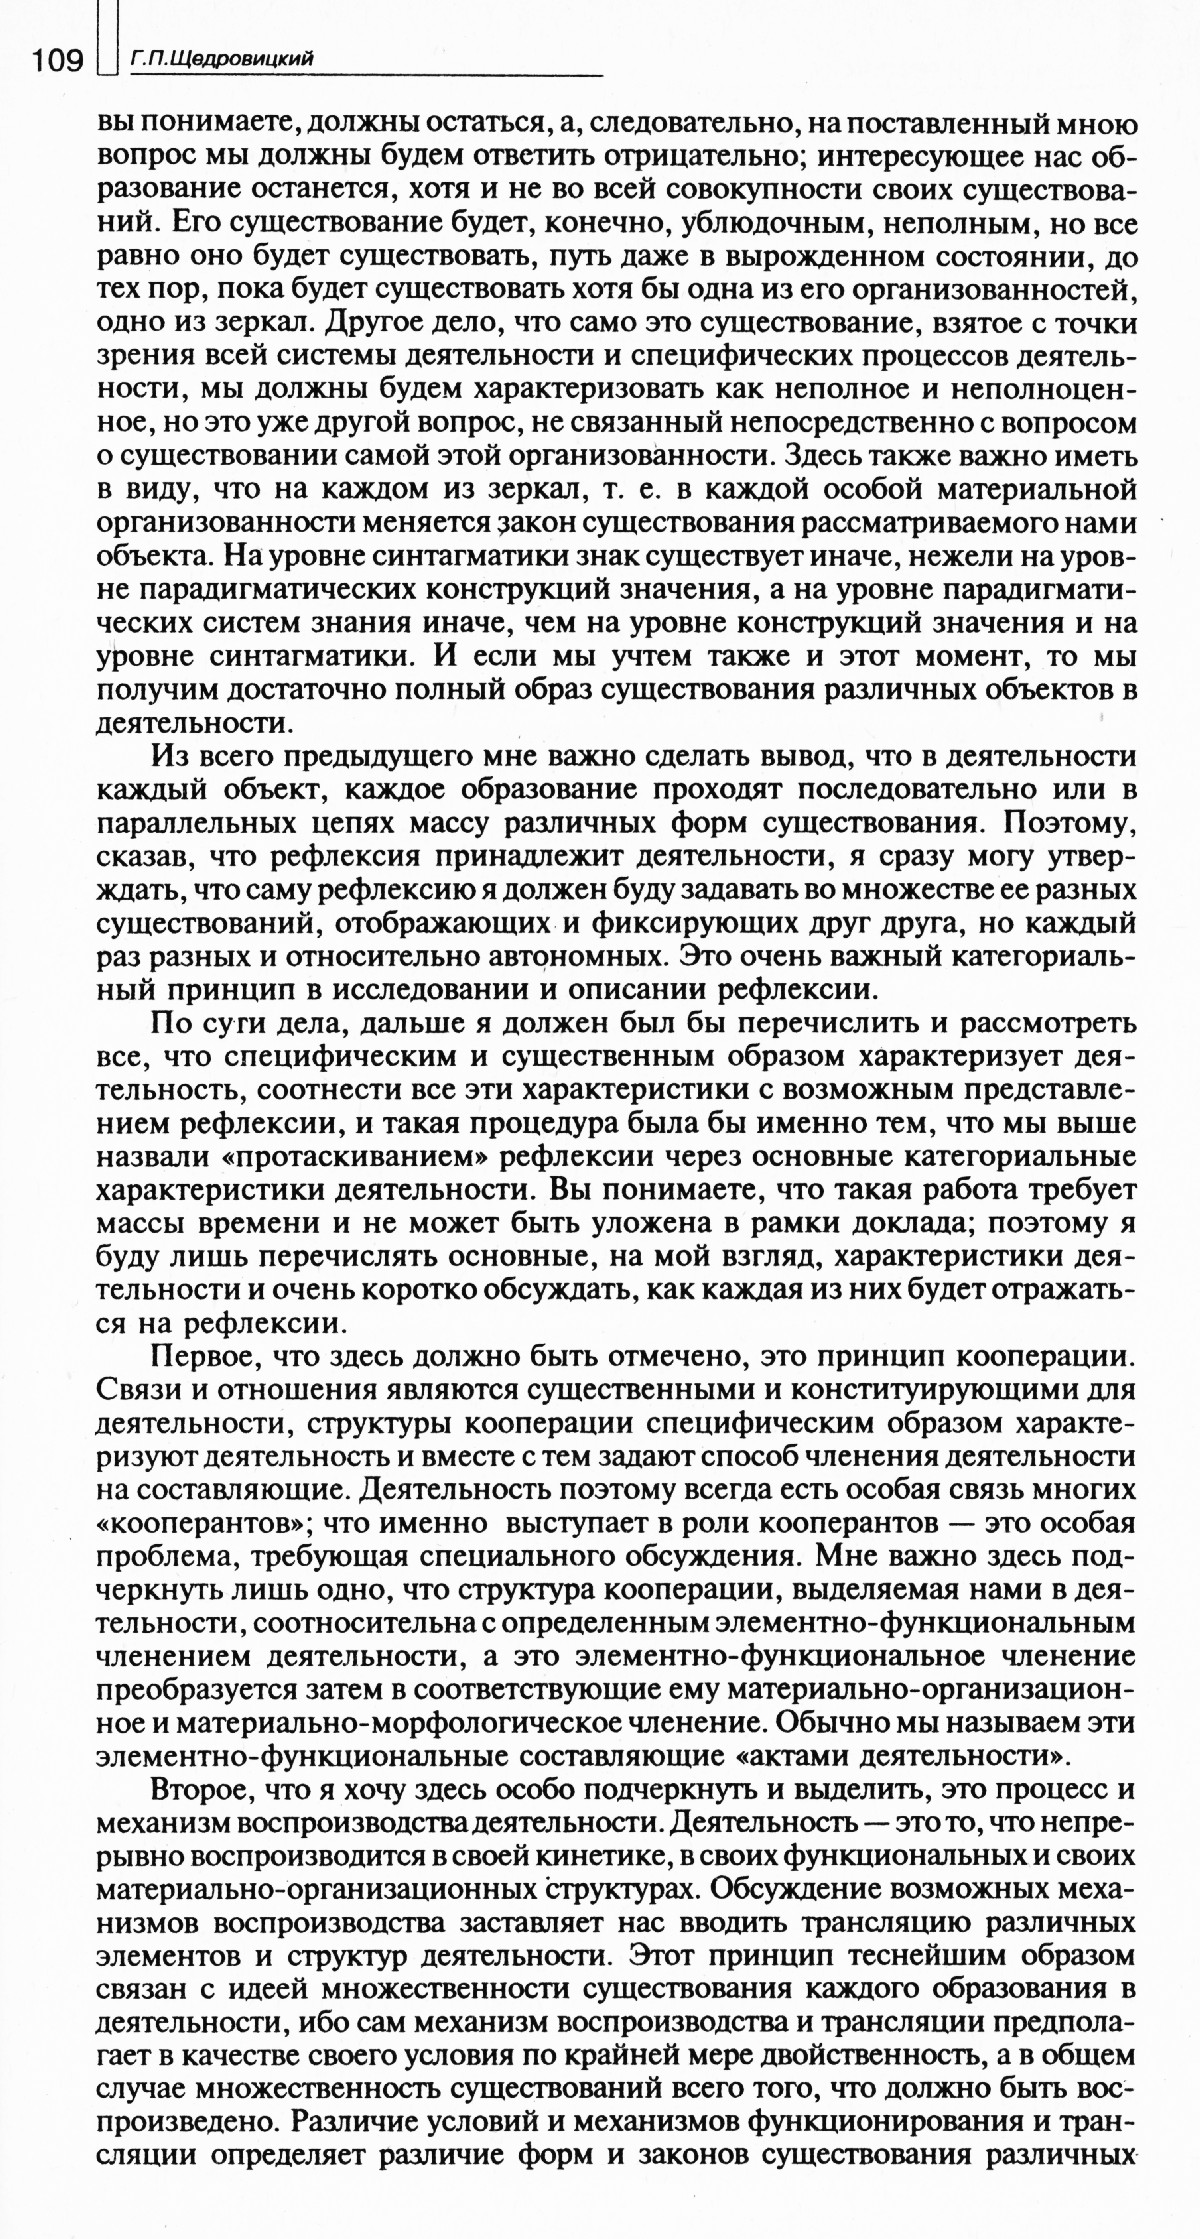 109 Г.П.Щедровицкий
вы понимаете, должны остаться, а, следовательно, на поставленный мною
вопрос мы должны будем ответить отрицательно; интересующее нас об-
разование останется, хотя и не во всей совокупности своих существова-
ний. Его существование будет, конечно, ублюдочным, неполным, но все
равно оно будет существовать, путь даже в вырожденном состоянии, до
тех пор, пока будет существовать хотя бы одна из его организованностей,
одно из зеркал. Другое дело, что само это существование, взятое с точки
зрения всей системы деятельности и специфических процессов деятель-
ности, мы должны будем характеризовать как неполное и неполноцен-
ное, но это уже другой вопрос, не связанный непосредственно с вопросом
о существовании самой этой организованности. Здесь также важно иметь
в виду, что на каждом из зеркал, т. е. в каждой особой материальной
организованности меняется закон существования рассматриваемого нами
объекта. На уровне синтагматики знак существует иначе, нежели на уров-
не парадигматических конструкций значения, а на уровне парадигмати-
ческих систем знания иначе, чем на уровне конструкций значения и на
уровне синтагматики. И если мы учтем также и этот момент, то мы
получим достаточно полный образ существования различных объектов в
деятельности.
Из всего предыдущего мне важно сделать вывод, что в деятельности
каждый объект, каждое образование проходят последовательно или в
параллельных цепях массу различных форм существования. Поэтому,
сказав, что рефлексия принадлежит деятельности, я сразу могу утвер-
ждать, что саму рефлексию я должен буду задавать во множестве ее разных
существований, отображающих и фиксирующих друг друга, но каждый
раз разных и относительно автономных. Это очень важный категориаль-
ный принцип в исследовании и описании рефлексии.
По сути дела, дальше я должен был бы перечислить и рассмотреть
все, что специфическим и существенным образом характеризует дея-
тельность, соотнести все эти характеристики с возможным представле-
нием рефлексии, и такая процедура была бы именно тем, что мы выше
назвали «протаскиванием» рефлексии через основные категориальные
характеристики деятельности. Вы понимаете, что такая работа требует
массы времени и не может быть уложена в рамки доклада; поэтому я
буду лишь перечислять основные, на мой взгляд, характеристики дея-
тельности и очень коротко обсуждать, как каждая из них будет отражать-
ся на рефлексии.
Первое, что здесь должно быть отмечено, это принцип кооперации.
Связи и отношения являются существенными и конституирующими для
деятельности, структуры кооперации специфическим образом характе-
ризуют деятельность и вместе с тем задают способ членения деятельности
на составляющие. Деятельность поэтому всегда есть особая связь многих
«кооперантов»; что именно выступает в роли кооперантов — это особая
проблема, требующая специального обсуждения. Мне важно здесь под-
черкнуть лишь одно, что структура кооперации, выделяемая нами в дея-
тельности, соотносительна с определенным элементно-функциональным
членением деятельности, а это элементно-функциональное членение
преобразуется затем в соответствующие ему материально-организацион-
ное и материально-морфологическое членение. Обычно мы называем эти
элементно-функциональные составляющие «актами деятельности».
Второе, что я хочу здесь особо подчеркнуть и выделить, это процесс и
механизм воспроизводства деятельности. Деятельность — это то, что непре-
рывно воспроизводится в своей кинетике, в своих функциональных и своих
материально-организационных структурах. Обсуждение возможных меха-
низмов воспроизводства заставляет нас вводить трансляцию различных
элементов и структур деятельности. Этот принцип теснейшим образом
связан с идеей множественности существования каждого образования в
деятельности, ибо сам механизм воспроизводства и трансляции предпола-
гает в качестве своего условия по крайней мере двойственность, а в общем
случае множественность существований всего того, что должно быть вос-
произведено. Различие условий и механизмов функционирования и тран-
сляции определяет различие форм и законов существования различных